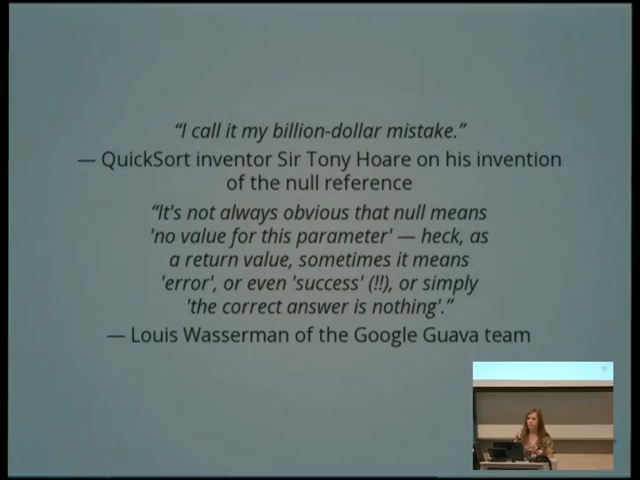 “I call it my billion-dollar mistake.”
— QuickSort inventor Sir Tony Hoare on his invention
of the null reference
“It's not always obvious that null means
'no value for this parameter' — heck, as
a return value, sometimes it means
'error', or even 'success' (!!), or simply
'the correct answer is nothing'.”
— Louis Wasserman of the Google Guava team